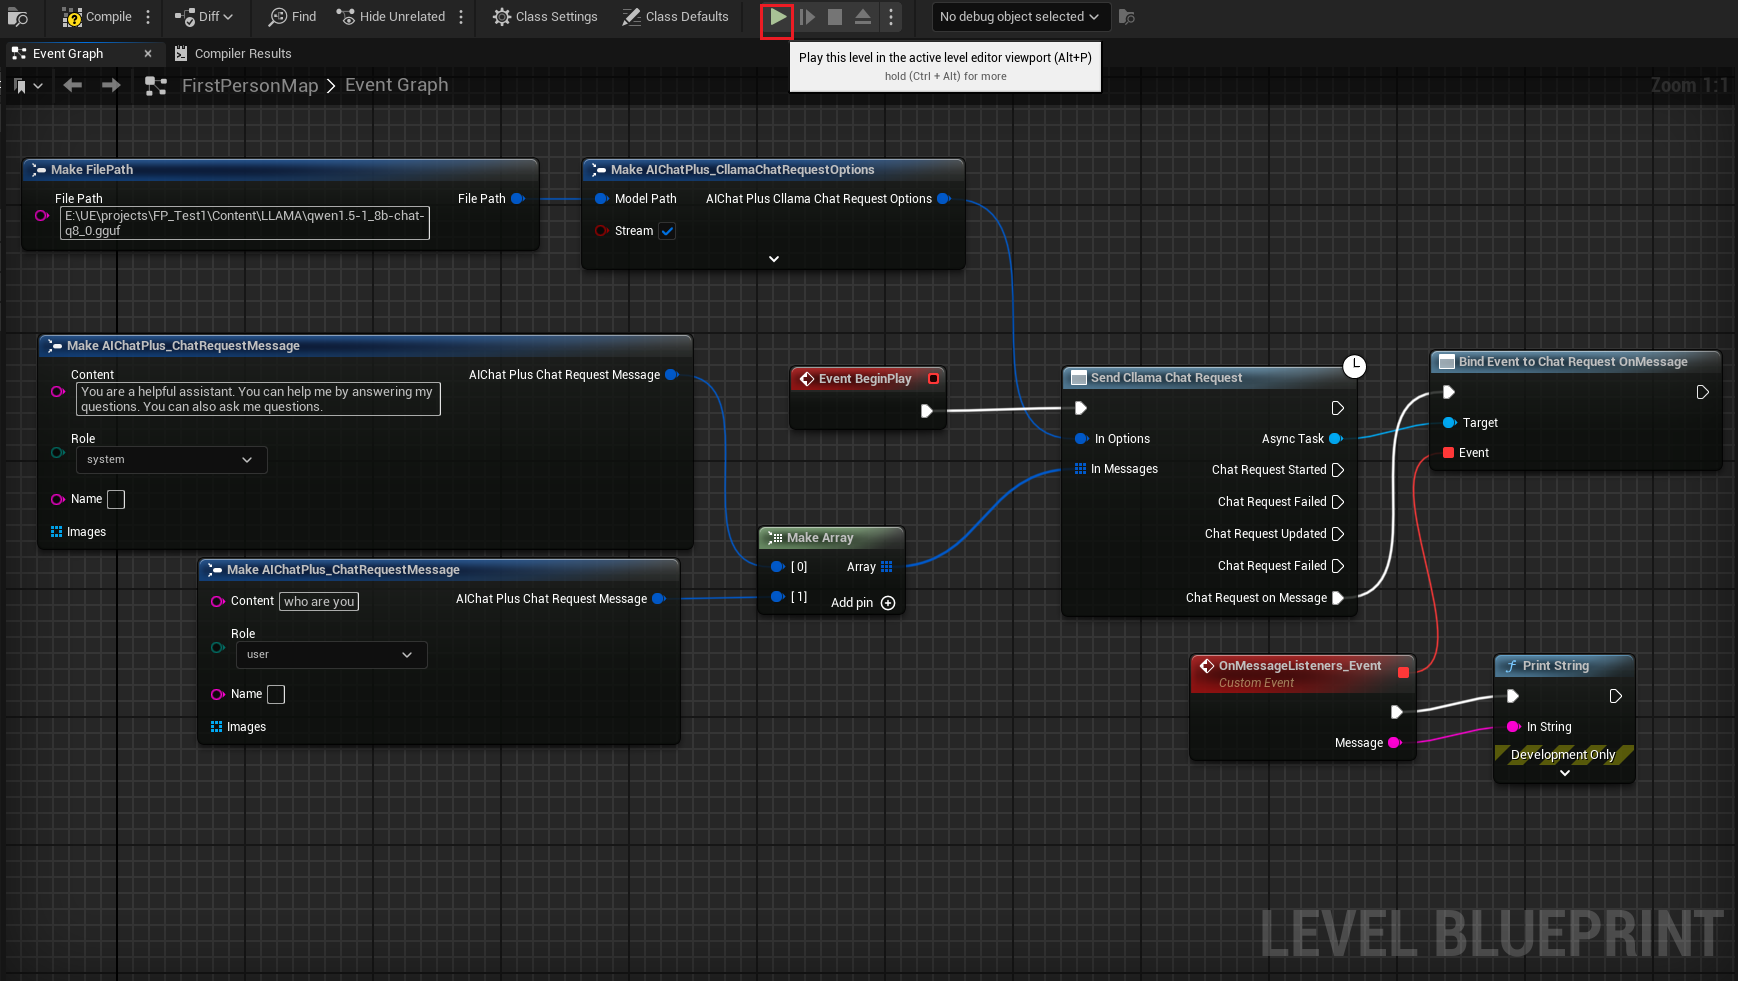 Compile
Diff
Find
Hide Unrelated
Class Settings
Class Defaults
No debug object selected
Event Graph
Compiler Results
Play this level in the active level editor viewport (Alt+P)
hold (Ctrl + Alt) for more
FirstPersonMap > Event Graph
Zoom 1:1
Make FilePath
File Path
File Path
E:\UE\projects\FP_Test1\Content\LLAMA\qwen1.5-1_8b-chat-
q8_0.gguf
Make AIChatPlus_CllamaChatRequestOptions
Model Path
AIChat Plus Cllama Chat Request Options
Stream
Make AIChatPlus_ChatRequestMessage
Content
AIChat Plus Chat Request Message
You are a helpful assistant. You can help me by answering my
questions. You can also ask me questions.
Role
system
Name
Images
Make AIChatPlus_ChatRequestMessage
Content
who are you
AIChat Plus Chat Request Message
Role
user
Name
Images
Event BeginPlay
Make Array
[0]
Array
[1]
Add pin
Send Cllama Chat Request
In Options
Async Task
In Messages
Chat Request Started
Chat Request Failed
Chat Request Updated
Chat Request Failed
Chat Request on Message
Bind Event to Chat Request OnMessage
Target
Event
OnMessageListeners_Event
Custom Event
Message
Print String
In String
Development Only
LEVEL BLUEPRINT